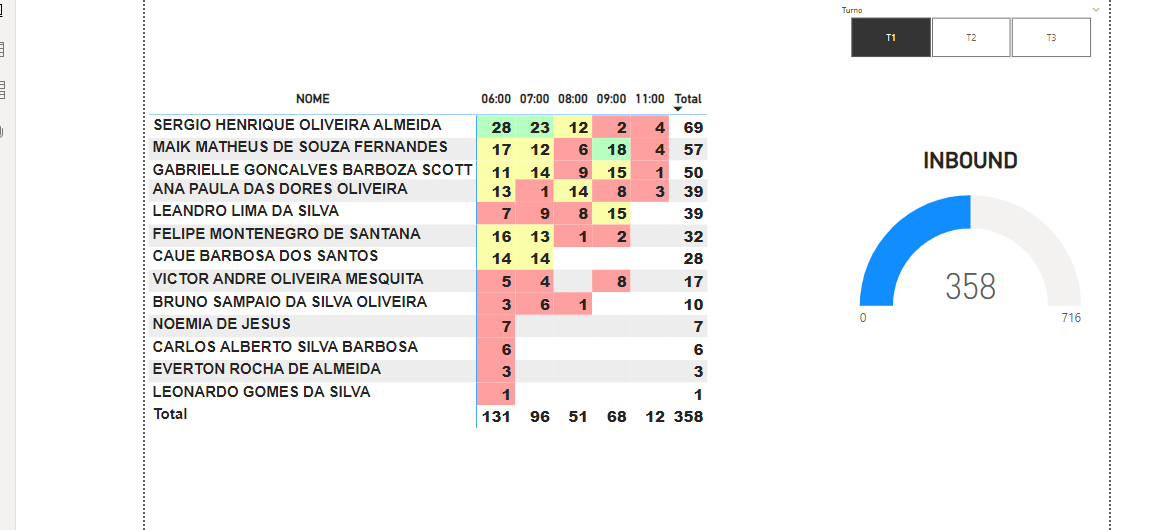 Turno
T1 T2 T3
NOME 06:00 07:00 08:00 09:00 11:00 Total
SERGIO HENRIQUE OLIVEIRA ALMEIDA 28 23 12 2 4 69
MAIK MATHEUS DE SOUZA FERNANDES 17 12 6 18 4 57
GABRIELLE GONCALVES BARBOZA SCOTT 11 14 9 15 1 50
ANA PAULA DAS DORES OLIVEIRA 13 1 14 8 3 39
LEANDRO LIMA DA SILVA 7 9 8 15 39
FELIPE MONTENEGRO DE SANTANA 16 13 1 2 32
CAUE BARBOSA DOS SANTOS 14 14 28
VICTOR ANDRE OLIVEIRA MESQUITA 5 4 8 17
BRUNO SAMPAIO DA SILVA OLIVEIRA 3 6 1 10
NOEMIA DE JESUS 7 7
CARLOS ALBERTO SILVA BARBOSA 6 6
EVERTON ROCHA DE ALMEIDA 3 3
LEONARDO GOMES DA SILVA 1 1
Total 131 96 51 68 12 358
INBOUND
358
0 716